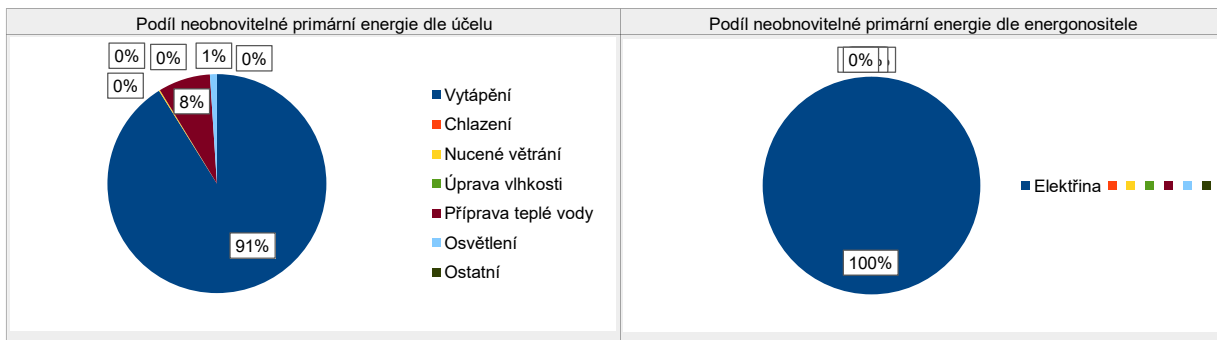 Podíl neobnovitelné primární energie dle účelu
0% 0% 1% 0%
0%
8%
91%
Vytápění
Chlazení
Nucené větrání
Úprava vlhkosti
Příprava teplé vody
Osvětlení
Ostatní
Podíl neobnovitelné primární energie dle energonositele
0%
100%
Elektřina